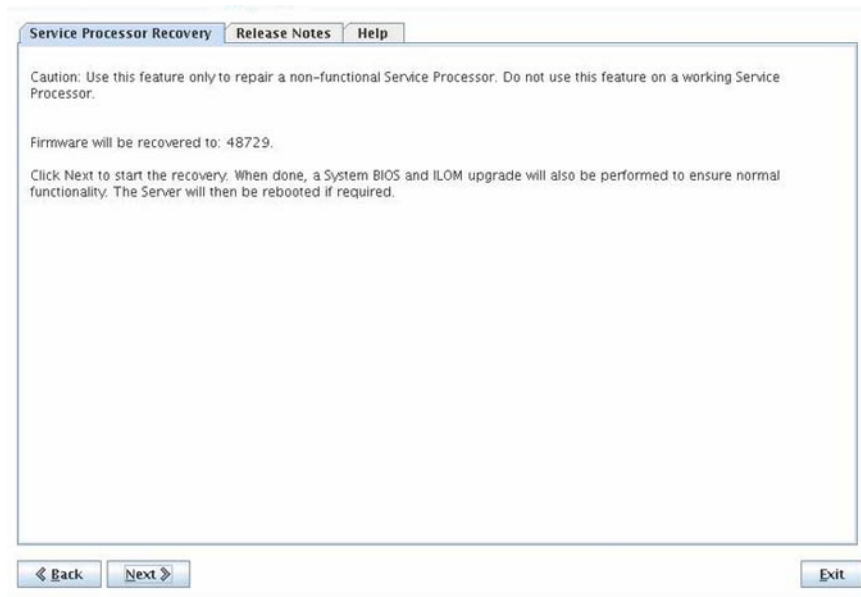 Service Processor Recovery Release Notes Help
Caution: Use this feature only to repair a non-functional Service Processor. Do not use this feature on a working Service
Processor.
Firmware will be recovered to: 48729.
Click Next to start the recovery. When done, a System BIOS and ILOM upgrade will also be performed to ensure normal
functionality. The Server will then be rebooted if required.
Back Next Exit